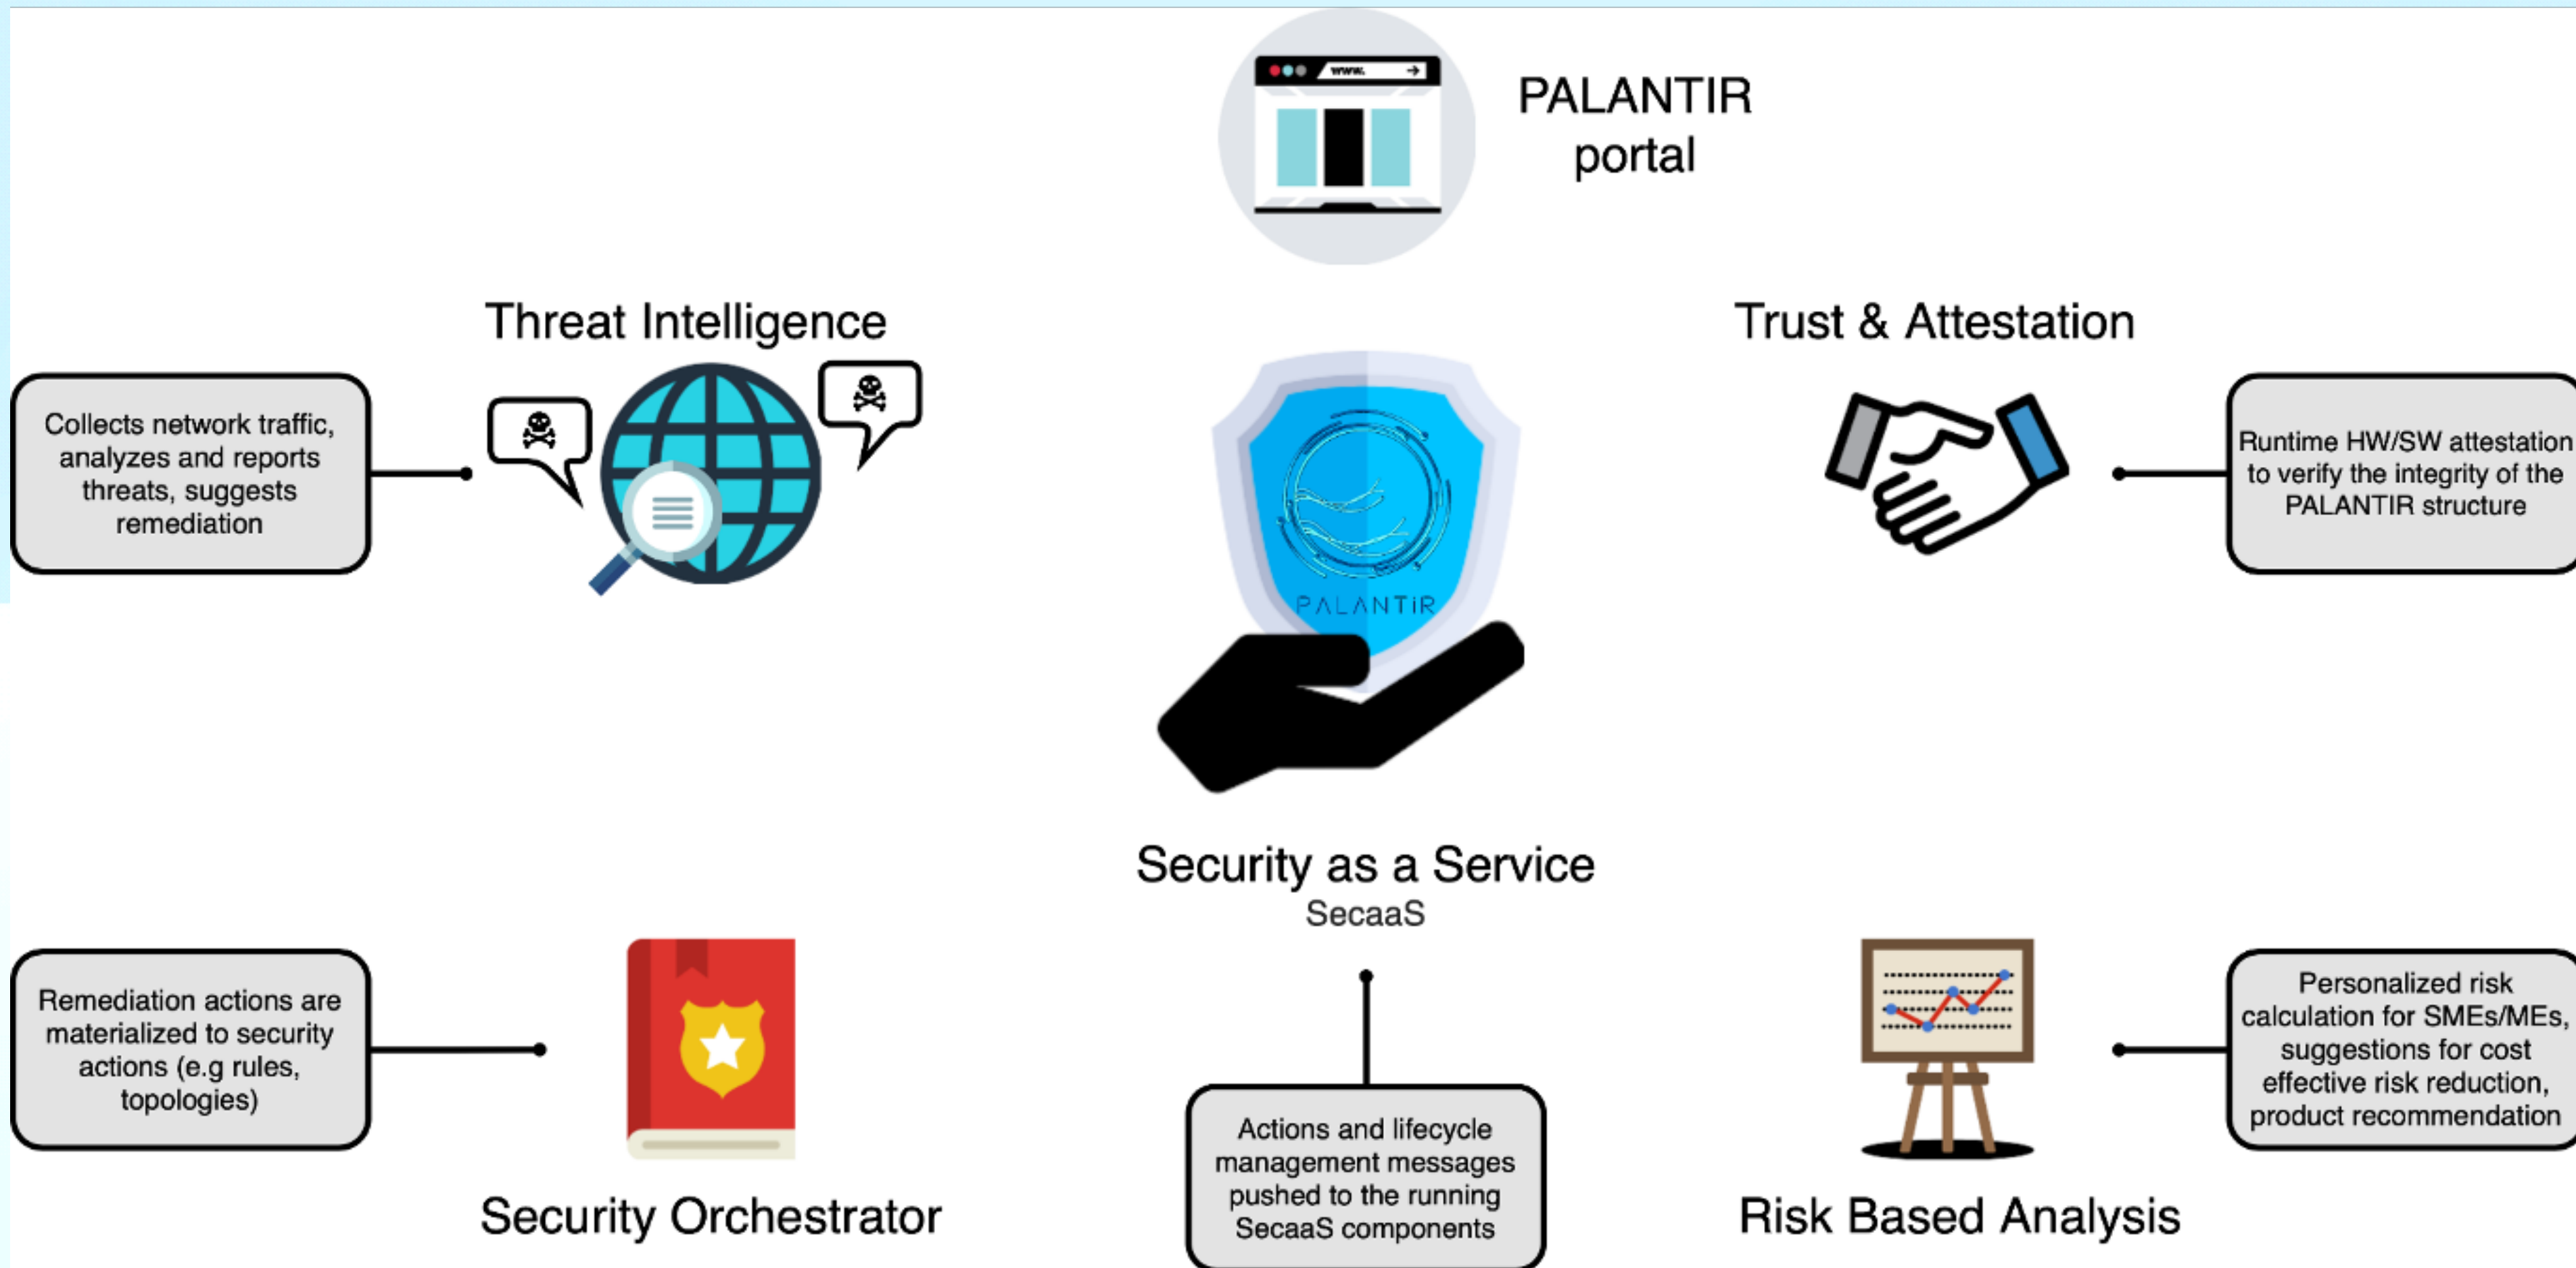 www.
PALANTIR
portal
Threat Intelligence
Trust & Attestation
Collects network traffic,
analyzes and reports
threats, suggests
remediation
Runtime HW/SW attestation
to verify the integrity of the
PALANTIR structure
PALANTiR
Security as a Service
SecaaS
Remediation actions are
materialized to security
actions (e.g rules,
topologies)
Personalized risk
calculation for SMEs/MEs,
suggestions for cost
effective risk reduction,
product recommendation
Actions and lifecycle
management messages
pushed to the running
SecaaS components
Security Orchestrator
Risk Based Analysis